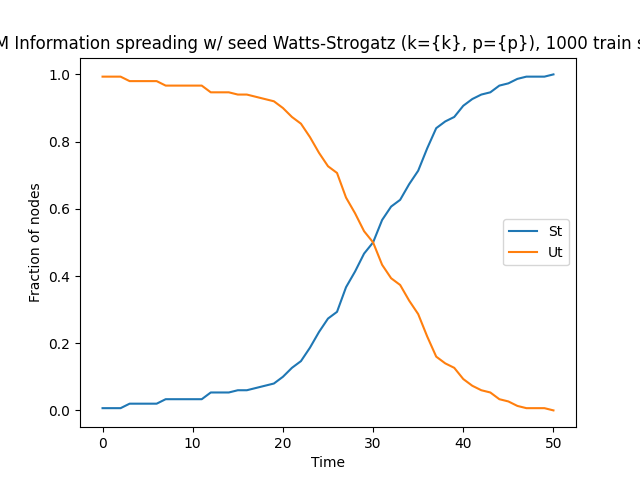 M Information spreading w/ seed Watts-Strogatz (k={k}, p={p}), 1000 train s
1.0
0.8
0.6
0.4
0.2
0.0
Fraction of nodes
St
Ut
0 10 20 30 40 50
Time